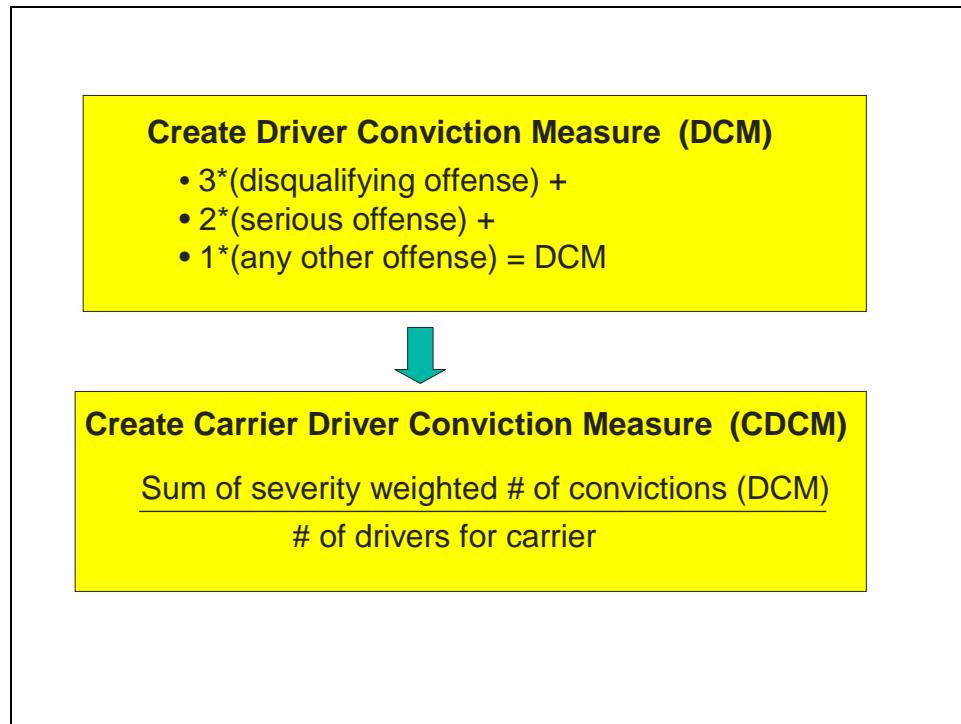 Create Driver Conviction Measure (DCM)
• 3*(disqualifying offense) +
• 2*(serious offense) +
• 1*(any other offense) = DCM
Create Carrier Driver Conviction Measure (CDCM)
Sum of severity weighted # of convictions (DCM)
# of drivers for carrier